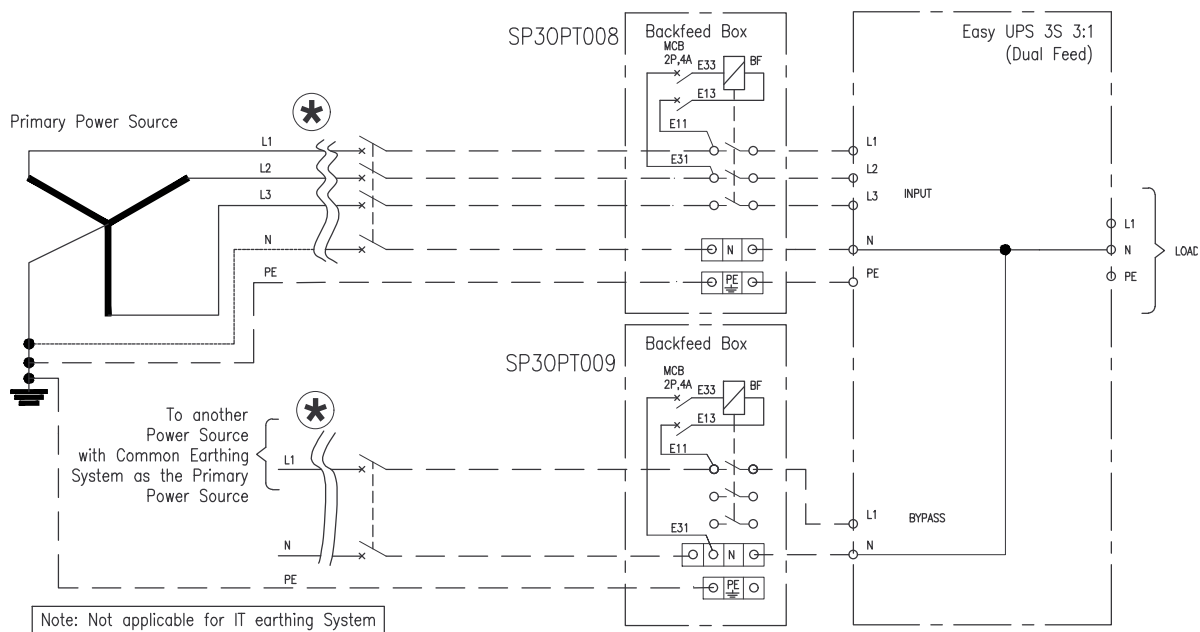 SP3OPT008
Backfeed Box
MCB
2P,4A
E33
BF
E13
E11
E31
Easy UPS 3S 3:1
(Dual Feed)
Primary Power Source
*
L1
L2
L3
N
PE
N
PE
L1
L2
L3
INPUT
N
PE
L1
N
PE
LOAD
SP3OPT009
Backfeed Box
MCB
2P,4A
E33
BF
E13
E11
E31
*
To another
Power Source
with Common Earthing
System as the Primary
Power Source
L1
N
PE
N
PE
L1
BYPASS
N
Note: Not applicable for IT earthing System